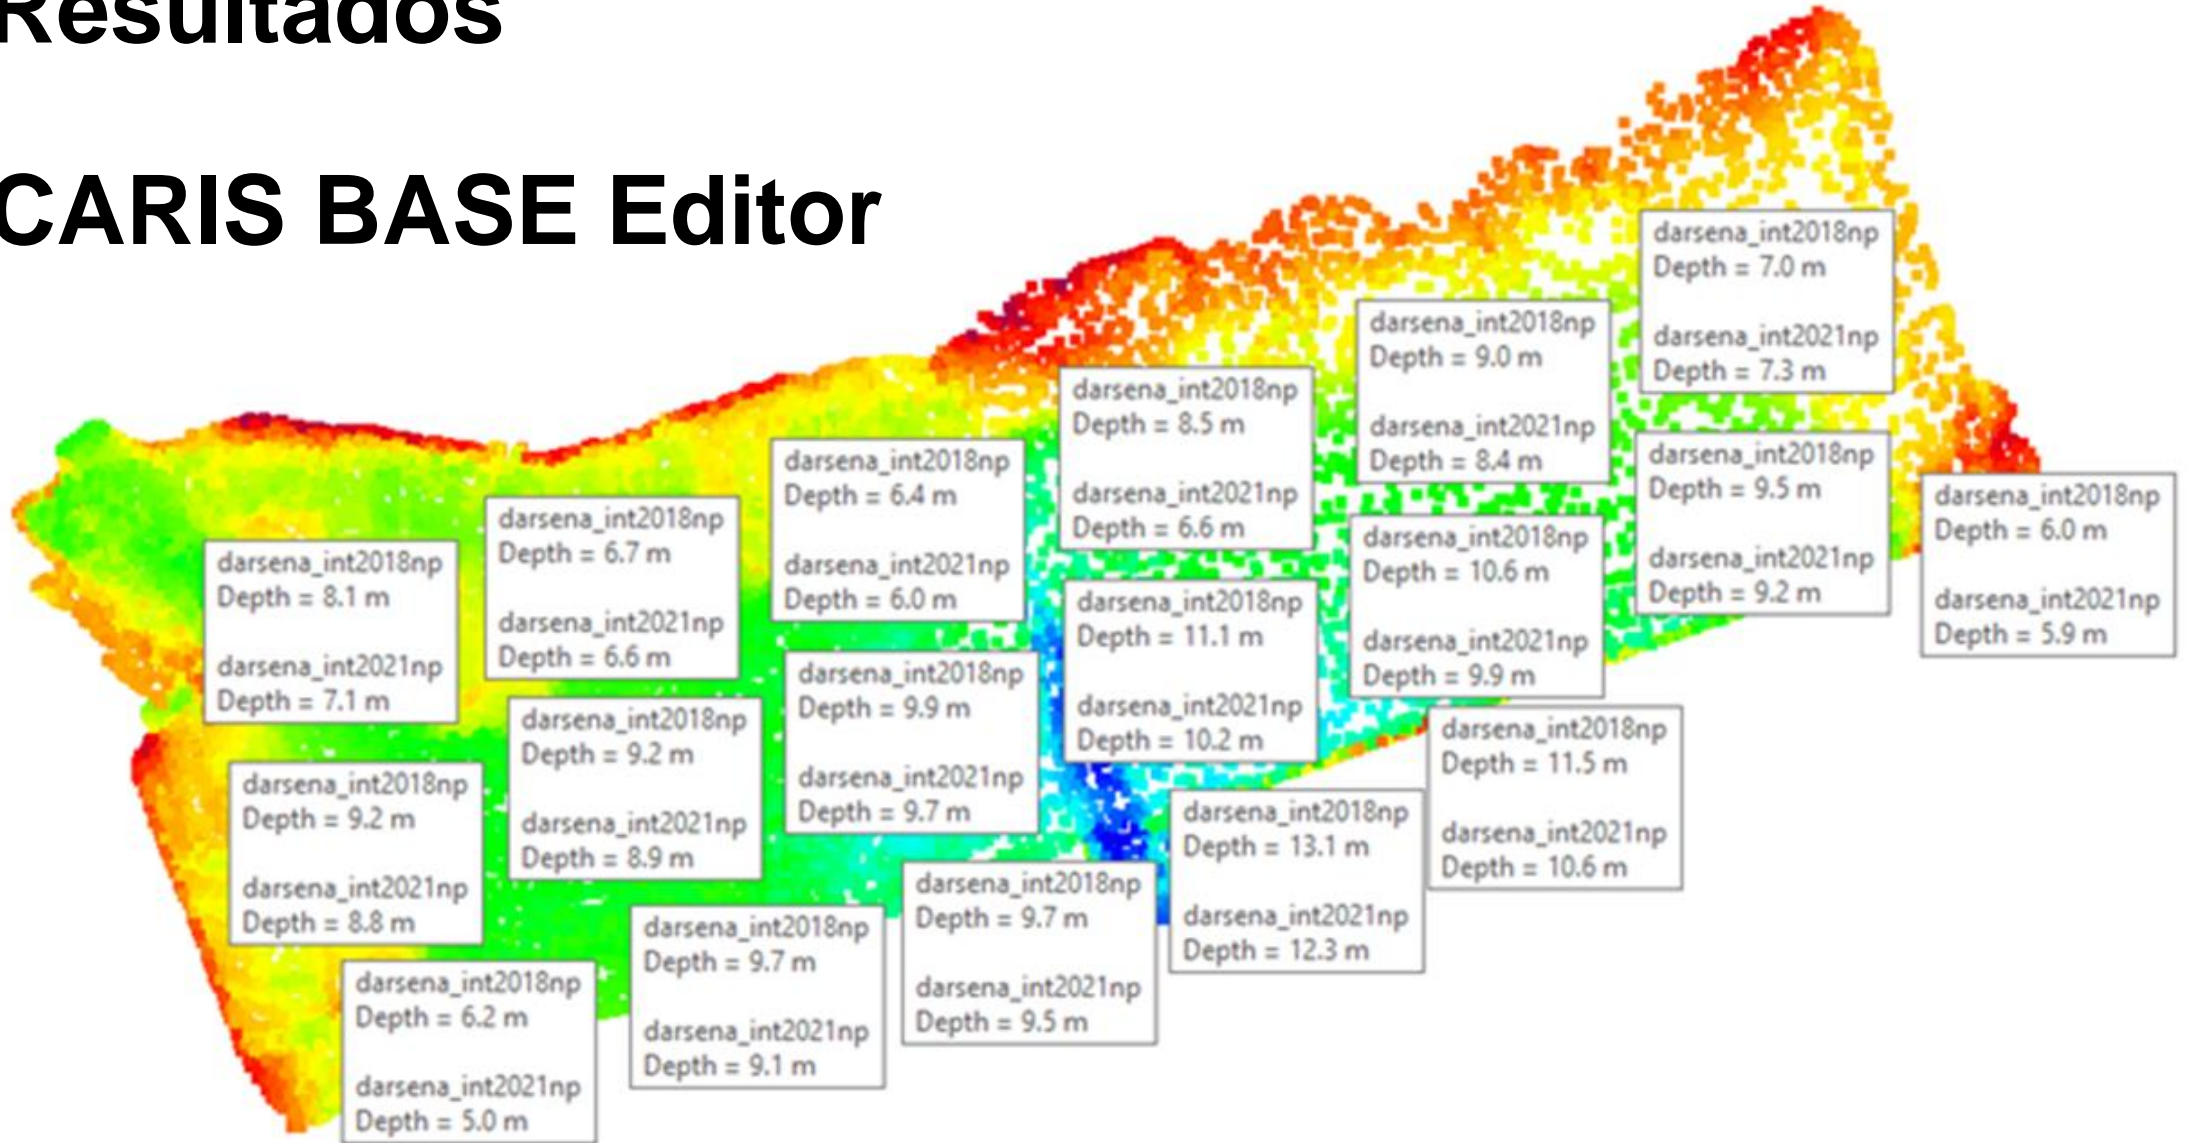 Resultados
CARIS BASE Editor
darsena_int2018np
Depth = 7.0 m
darsena_int2021np
Depth = 7.3 m
darsena_int2018np
Depth = 9.0 m
darsena_int2021np
Depth = 8.4 m
darsena_int2018np
Depth = 8.5 m
darsena_int2021np
Depth = 6.6 m
darsena_int2018np
Depth = 6.4 m
darsena_int2021np
Depth = 6.0 m
darsena_int2018np
Depth = 6.7 m
darsena_int2021np
Depth = 6.6 m
darsena_int2018np
Depth = 8.1 m
darsena_int2021np
Depth = 7.1 m
darsena_int2018np
Depth = 9.5 m
darsena_int2021np
Depth = 9.2 m
darsena_int2018np
Depth = 6.0 m
darsena_int2021np
Depth = 5.9 m
darsena_int2018np
Depth = 10.6 m
darsena_int2021np
Depth = 9.9 m
darsena_int2018np
Depth = 11.1 m
darsena_int2021np
Depth = 10.2 m
darsena_int2018np
Depth = 9.9 m
darsena_int2021np
Depth = 9.7 m
darsena_int2018np
Depth = 9.2 m
darsena_int2021np
Depth = 8.9 m
darsena_int2018np
Depth = 9.2 m
darsena_int2021np
Depth = 8.8 m
darsena_int2018np
Depth = 11.5 m
darsena_int2021np
Depth = 10.6 m
darsena_int2018np
Depth = 13.1 m
darsena_int2021np
Depth = 12.3 m
darsena_int2018np
Depth = 9.7 m
darsena_int2021np
Depth = 9.5 m
darsena_int2018np
Depth = 9.7 m
darsena_int2021np
Depth = 9.1 m
darsena_int2018np
Depth = 6.2 m
darsena_int2021np
Depth = 5.0 m